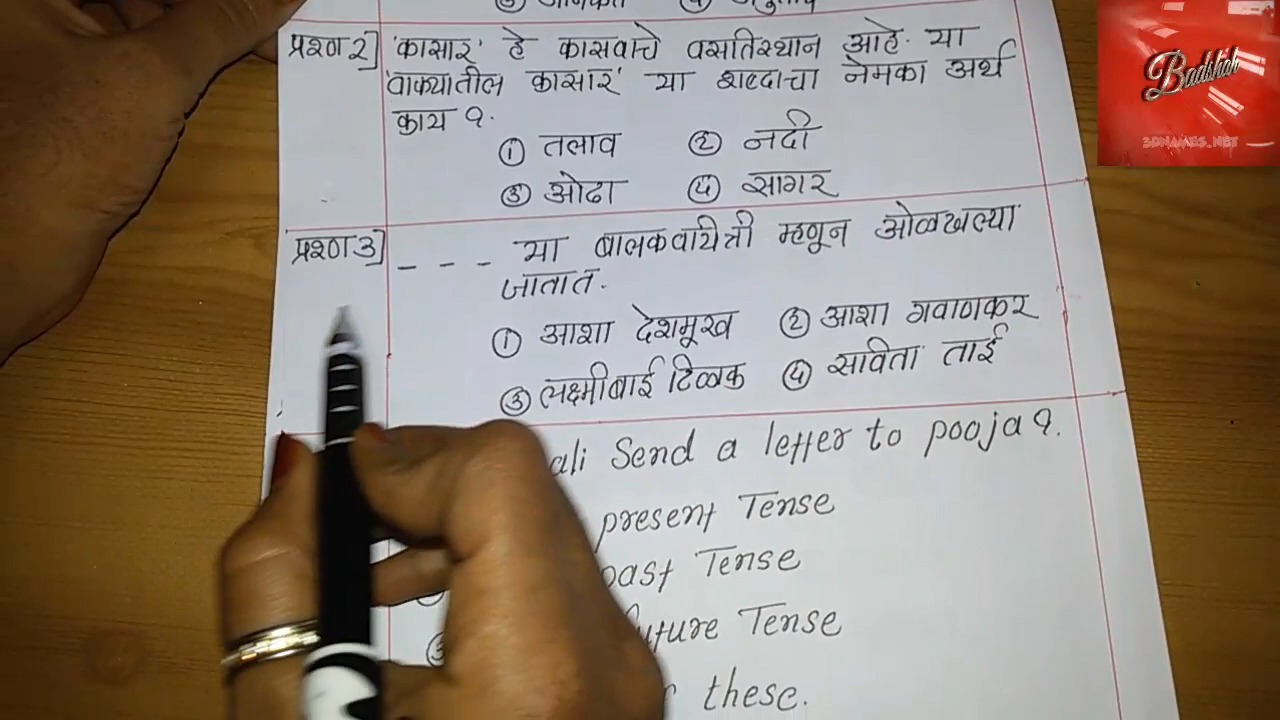 प्रश्न 2] 'कासार' हे कासवाचे वसतिस्थान आहे. या
'वाक्यातील कासार' या शब्दाचा नेमका अर्थ
काय ?.
① तलाव ② नदी
③ ओढा ④ सागर
प्रश्न 3] _ _ _ या बालकवयित्री म्हणून ओळखल्या
जातात.
① आशा देशमूख ② आशा गवाणकर
③ लक्ष्मीबाई टिळक ④ सविता ताई
ali Send a letter to pooja ?.
present Tense
past Tense
future Tense
these.
Badshah
3DNAMES.NET